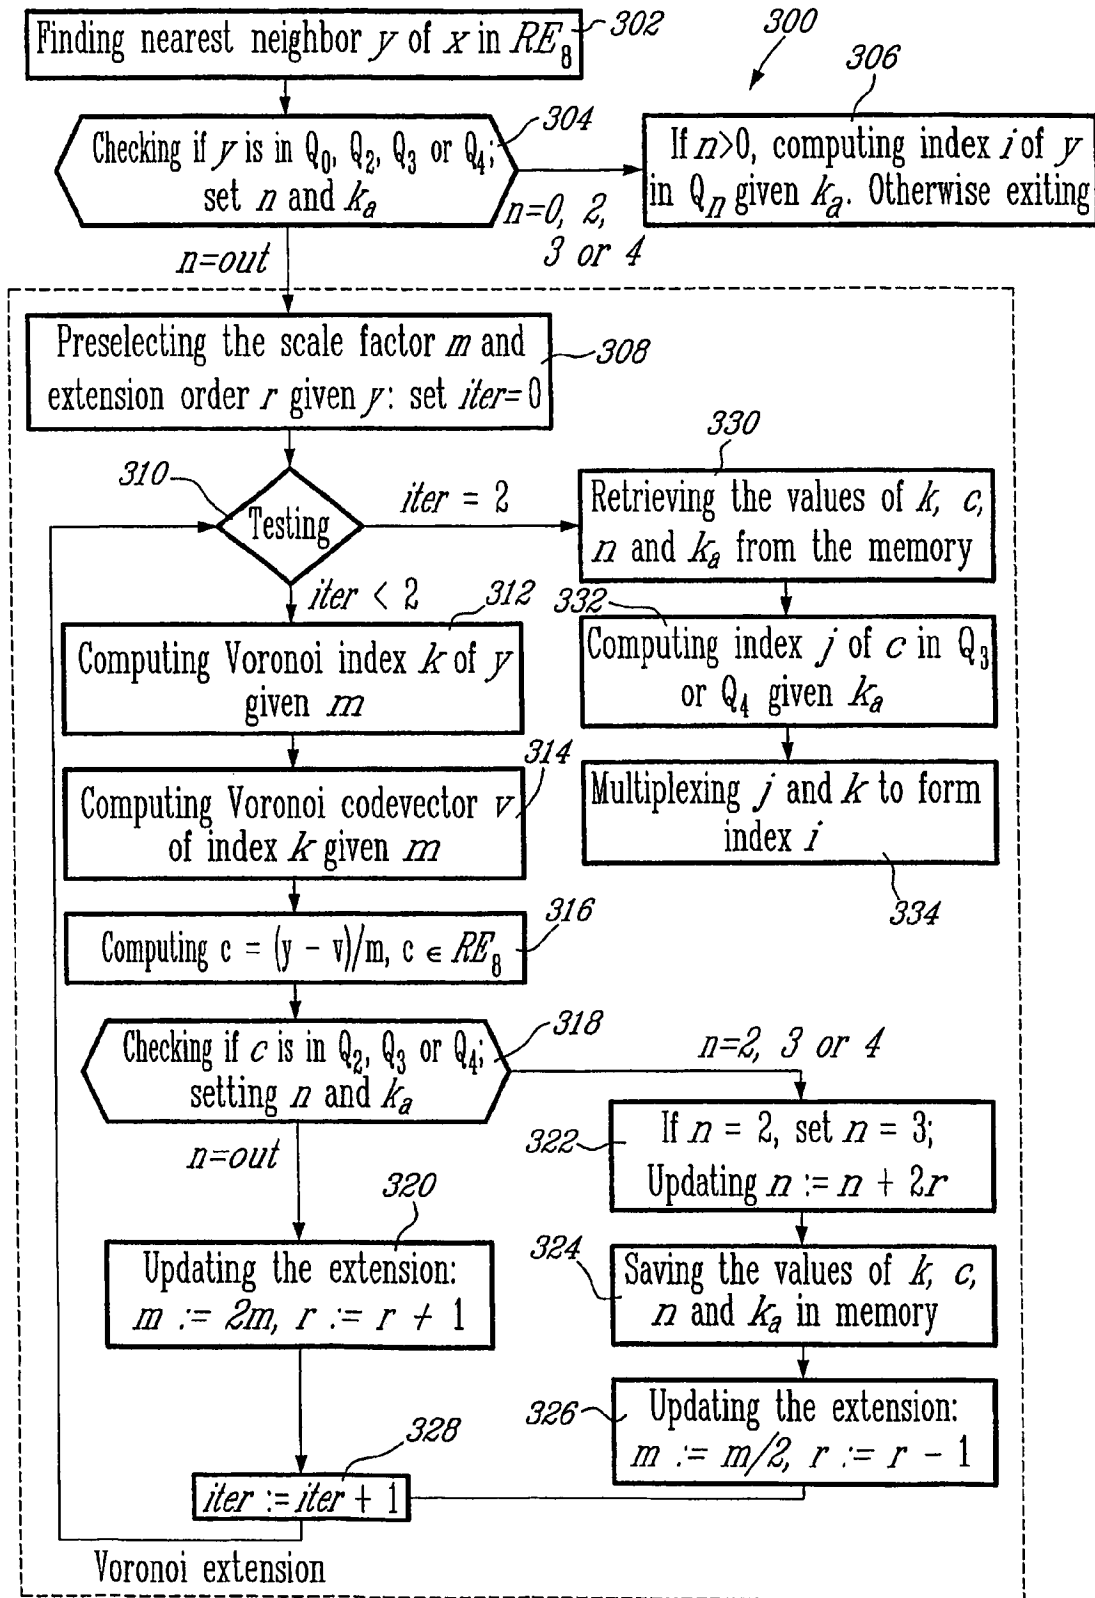 Finding nearest neighbor y of x in RE8
302
300
306
Checking if y is in Q0, Q2, Q3 or Q4;
set n and ka
304
If n>0, computing index i of y
in Qn given ka. Otherwise exiting
n=0, 2,
3 or 4
n=out
Preselecting the scale factor m and
extension order r given y: set iter=0
308
310
Testing
iter = 2
iter < 2
330
Retrieving the values of k, c,
n and ka from the memory
312
Computing Voronoi index k of y
given m
332
Computing index j of c in Q3
or Q4 given ka
314
Computing Voronoi codevector v
of index k given m
Multiplexing j and k to form
index i
334
316
Computing c = (y – v)/m, c ∈ RE8
318
Checking if c is in Q2, Q3 or Q4;
setting n and ka
n=2, 3 or 4
n=out
322
If n = 2, set n = 3;
Updating n := n + 2r
320
Updating the extension:
m := 2m, r := r + 1
324
Saving the values of k, c,
n and ka in memory
326
Updating the extension:
m := m/2, r := r – 1
328
iter := iter + 1
Voronoi extension